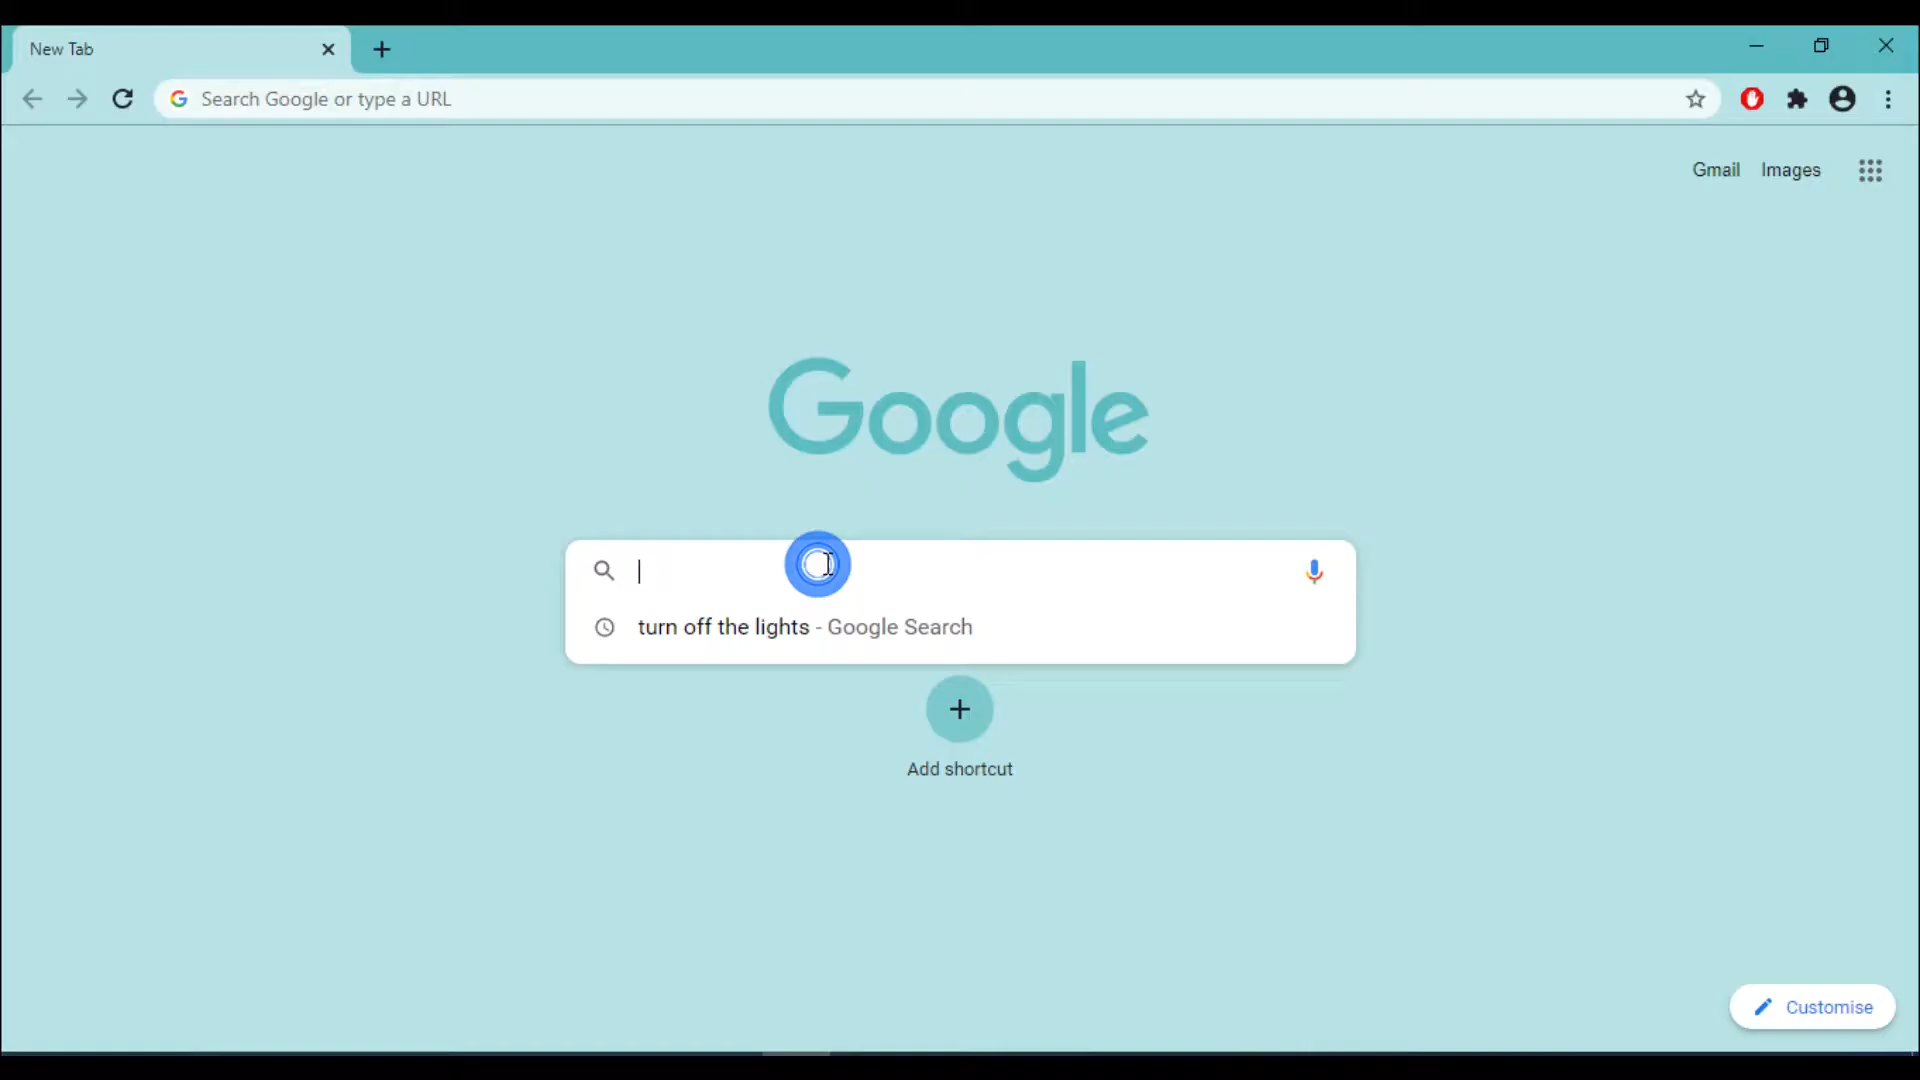 New Tab
Search Google or type a URL
Gmail Images
Google
turn off the lights - Google Search
Add shortcut
Customise